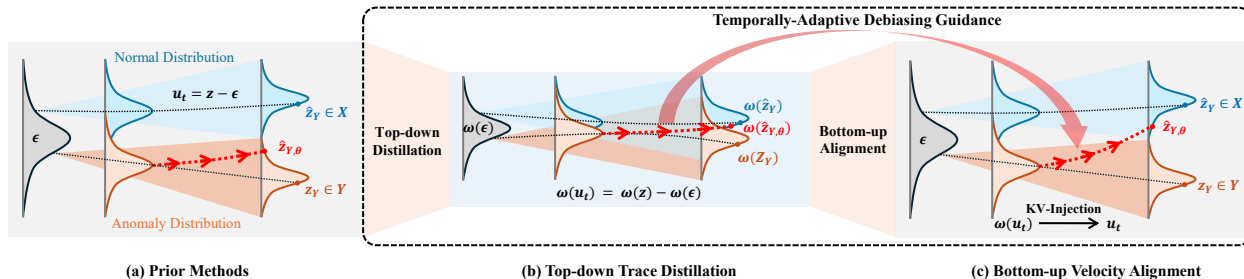 Temporally-Adaptive Debiasing Guidance
Normal Distribution
u_t = z − ϵ
ẑ_Y ∈ X
ϵ
ẑ_{Y,θ}
z_Y ∈ Y
Anomaly Distribution
(a) Prior Methods
Top-down
Distillation
ω(ϵ)
ω(ẑ_Y)
ω(ẑ_{Y,θ})
ω(Z_Y)
ω(u_t) = ω(z) − ω(ϵ)
(b) Top-down Trace Distillation
Bottom-up
Alignment
ẑ_Y ∈ X
ϵ
ẑ_{Y,θ}
z_Y ∈ Y
KV-Injection
ω(u_t) → u_t
(c) Bottom-up Velocity Alignment